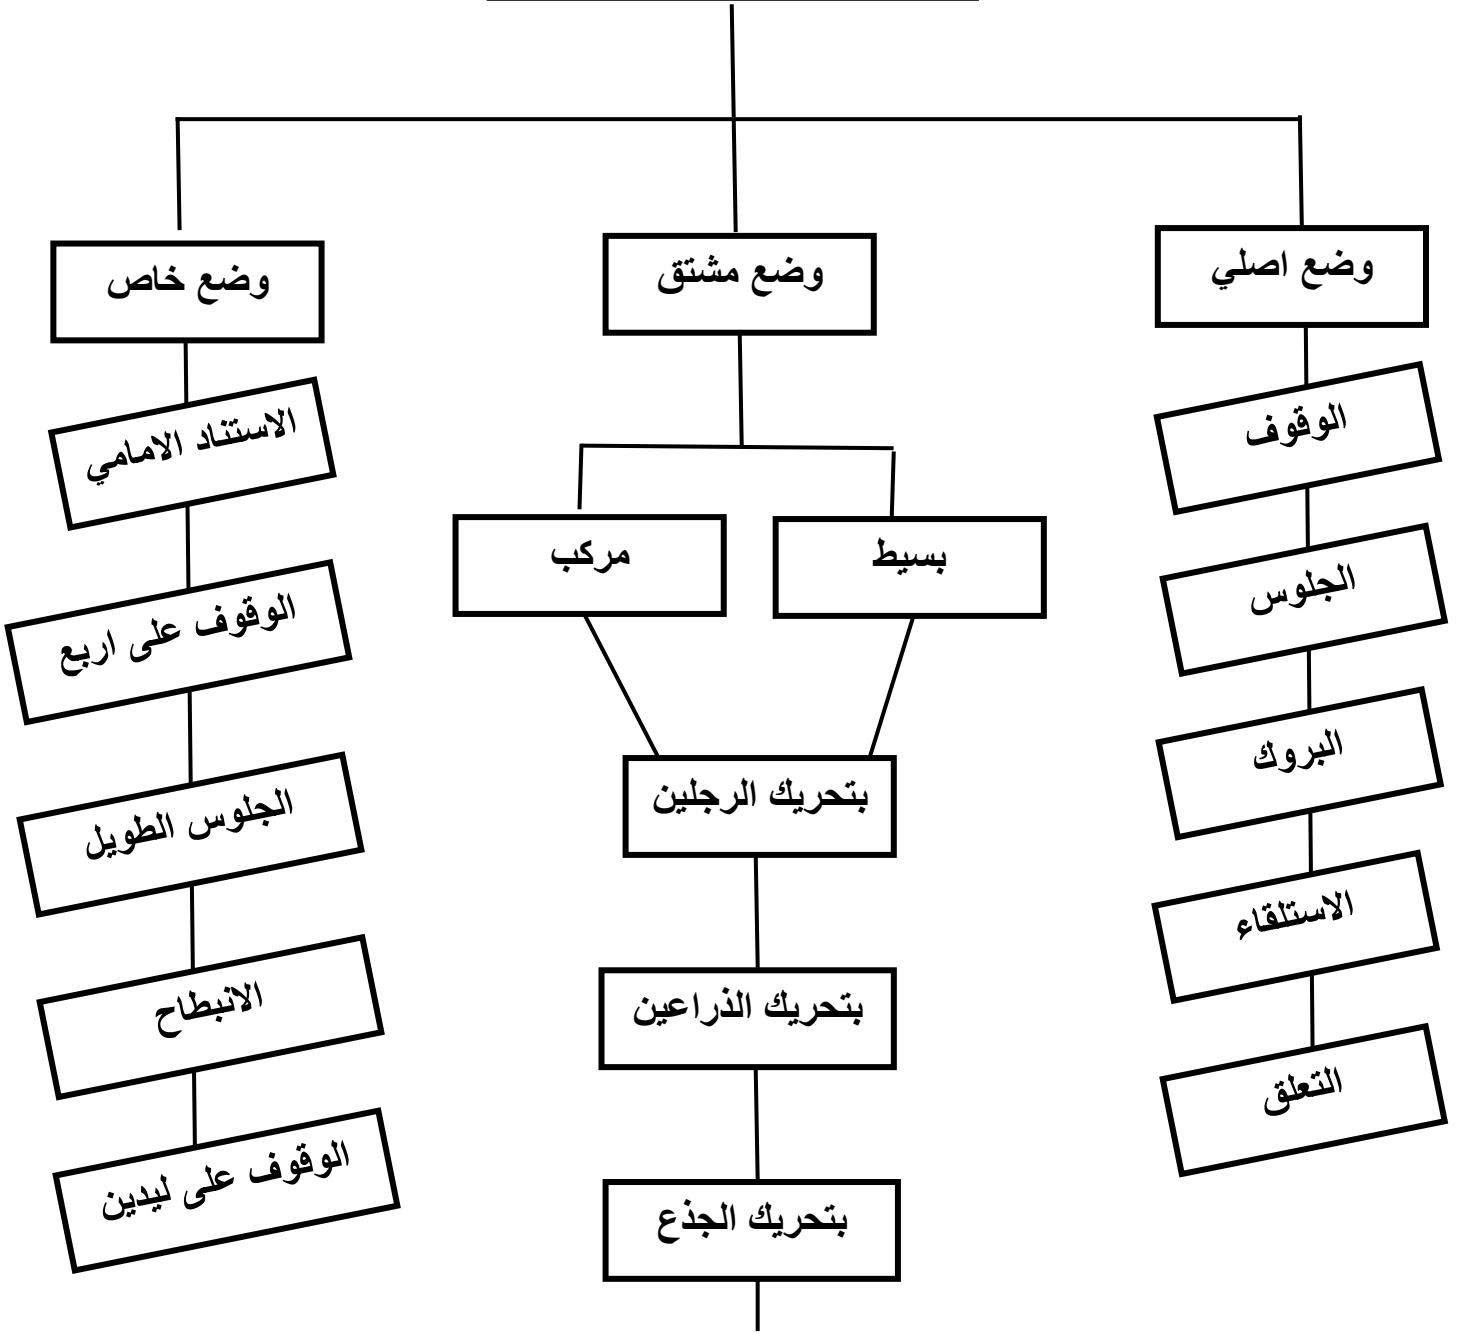 وضع اصلي
وضع مشتق
وضع خاص
الوقوف
الجلوس
البروك
الاستلقاء
التعلق
بسيط
مركب
بتحريك الرجلين
بتحريك الذراعين
بتحريك الجذع
الاستناد الامامي
الوقوف على اربع
الجلوس الطويل
الانبطاح
الوقوف على ليدين